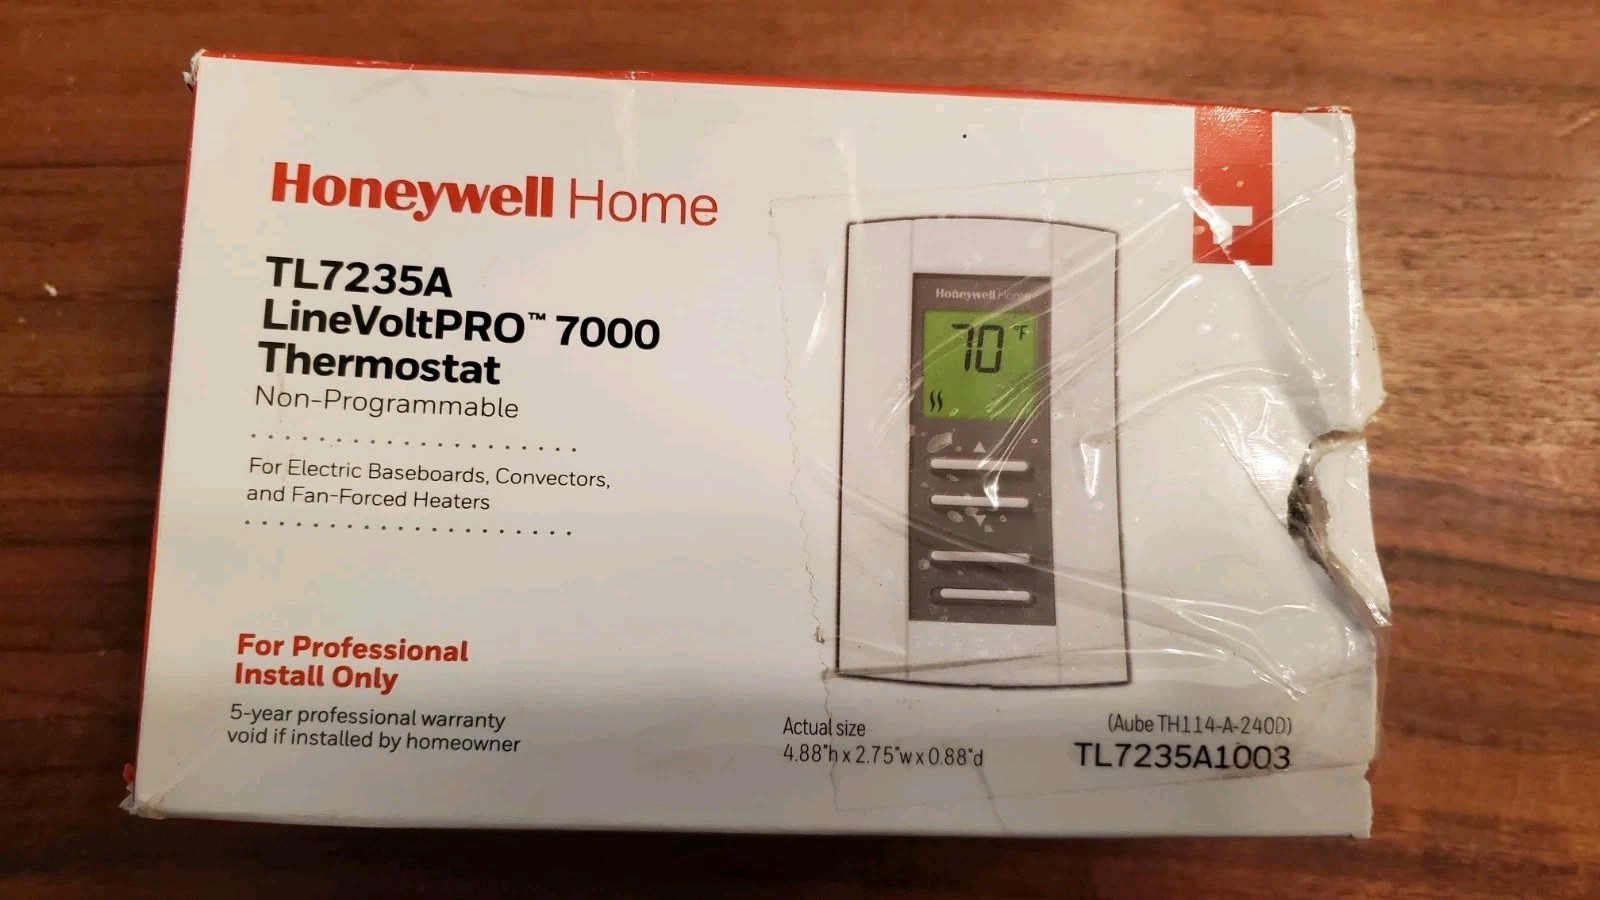 Honeywell Home
TL7235A
LineVoltPRO™ 7000
Thermostat
Non-Programmable
For Electric Baseboards, Convectors,
and Fan-Forced Heaters
For Professional
Install Only
5-year professional warranty
void if installed by homeowner
Honeywell Home
70 °F
Actual size
4.88"h x 2.75"w x 0.88"d
(Aube TH114-A-240D)
TL7235A1003